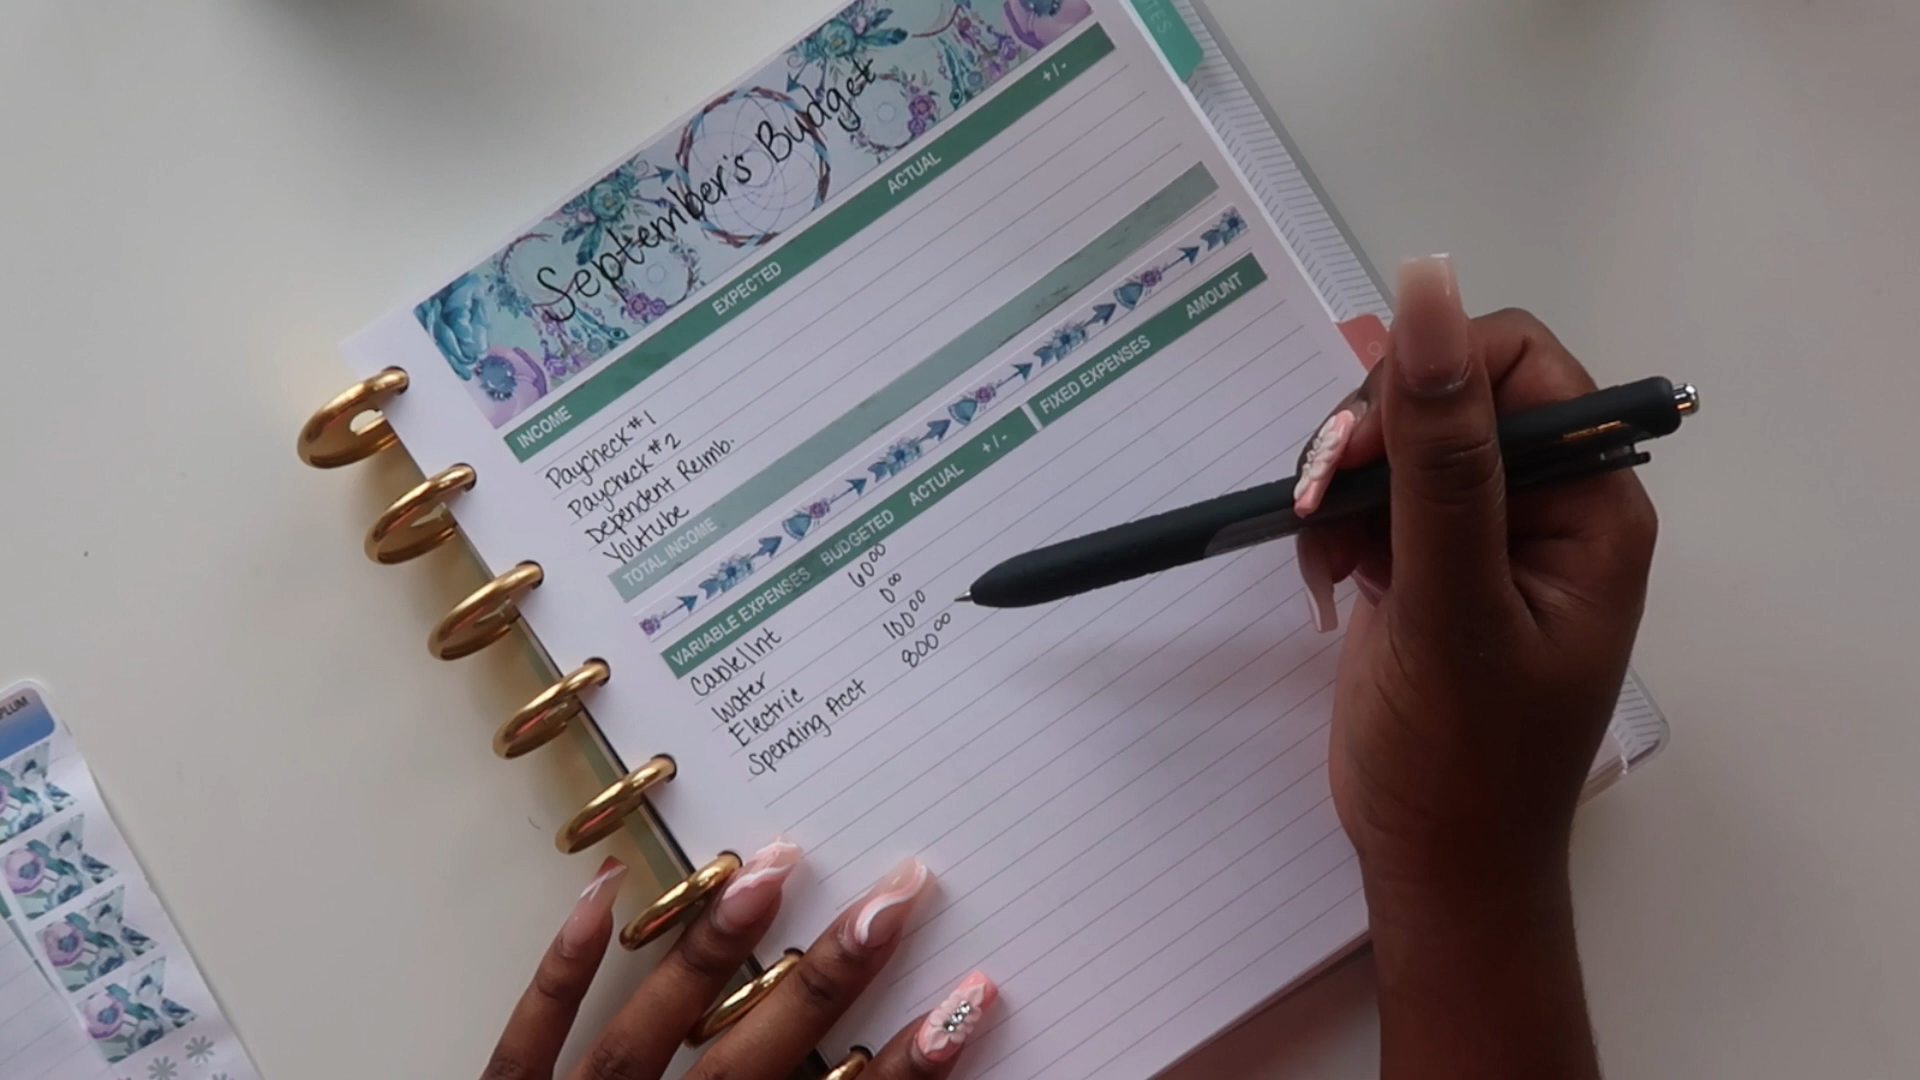 September's Budget
INCOME EXPECTED ACTUAL +/-
Paycheck #1
Paycheck #2
Dependent Reimb.
Youtube
TOTAL INCOME
VARIABLE EXPENSES BUDGETED ACTUAL +/- FIXED EXPENSES AMOUNT
Cable/Int 60.00
Water 0.00
Electric 100.00
Spending Acct 800.00
PLUM